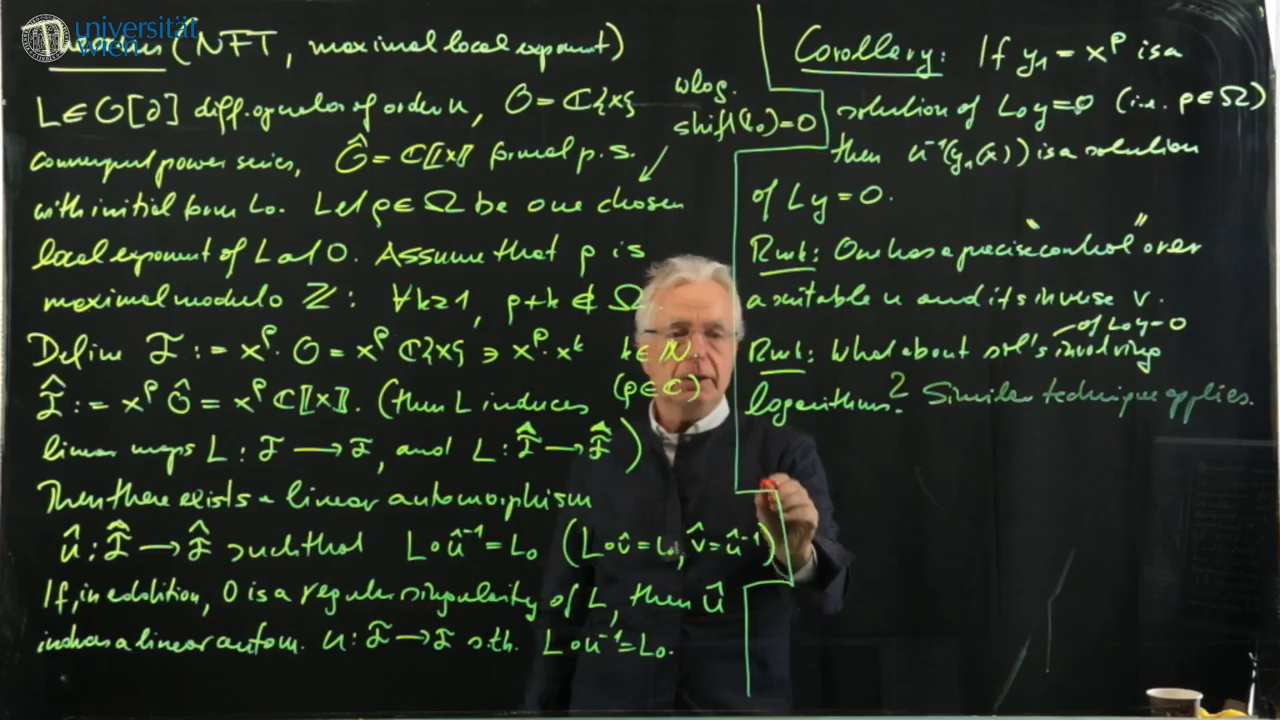 universität wien
Theorem (NFT, maximal local exponent)
L ∈ O[∂] diff. operator of order n, O = ℂ{x}
convergent power series, Ô = ℂ[[x]] formal p.s.
with initial form L₀. Let ρ ∈ Ω be one chosen
local exponent of L at 0. Assume that ρ is
maximal modulo ℤ: ∀k≥1, ρ+k ∉ Ω.
Define F := x^ρ · O = x^ρ ℂ{x} ∋ x^ρ · x^k k ∈ ℕ,
F̂ := x^ρ Ô = x^ρ ℂ[[x]]. (then L induces (ρ∈ℂ)
linear maps L : F → F, and L : F̂ → F̂)
Then there exists a linear automorphism
û : F̂ → F̂ such that L∘û⁻¹ = L₀ (L∘v̂ = L₀, v̂ = û⁻¹)
If, in addition, 0 is a regular singularity of L, then û
induces a linear autom. u : F → F s.th. L∘u⁻¹ = L₀.
wlog.
shift(L₀) = 0
Corollary: If y₁ = x^ρ is a
solution of L₀y = 0 (i.e. ρ ∈ Ω)
then u⁻¹(y₁(x)) is a solution
of Ly = 0.
Rmk: One has a precise "control" over
a suitable u and its inverse v.
Rmk: What about sol's of L₀y=0 involving
logarithms? Similar technique applies.